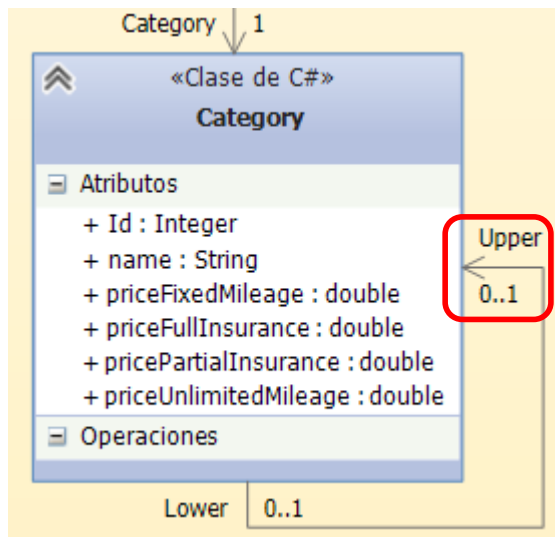 Category 1
«Clase de C#»
Category
Atributos
+ Id : Integer
+ name : String
+ priceFixedMileage : double
+ priceFullInsurance : double
+ pricePartialInsurance : double
+ priceUnlimitedMileage : double
Operaciones
Upper
0..1
Lower 0..1